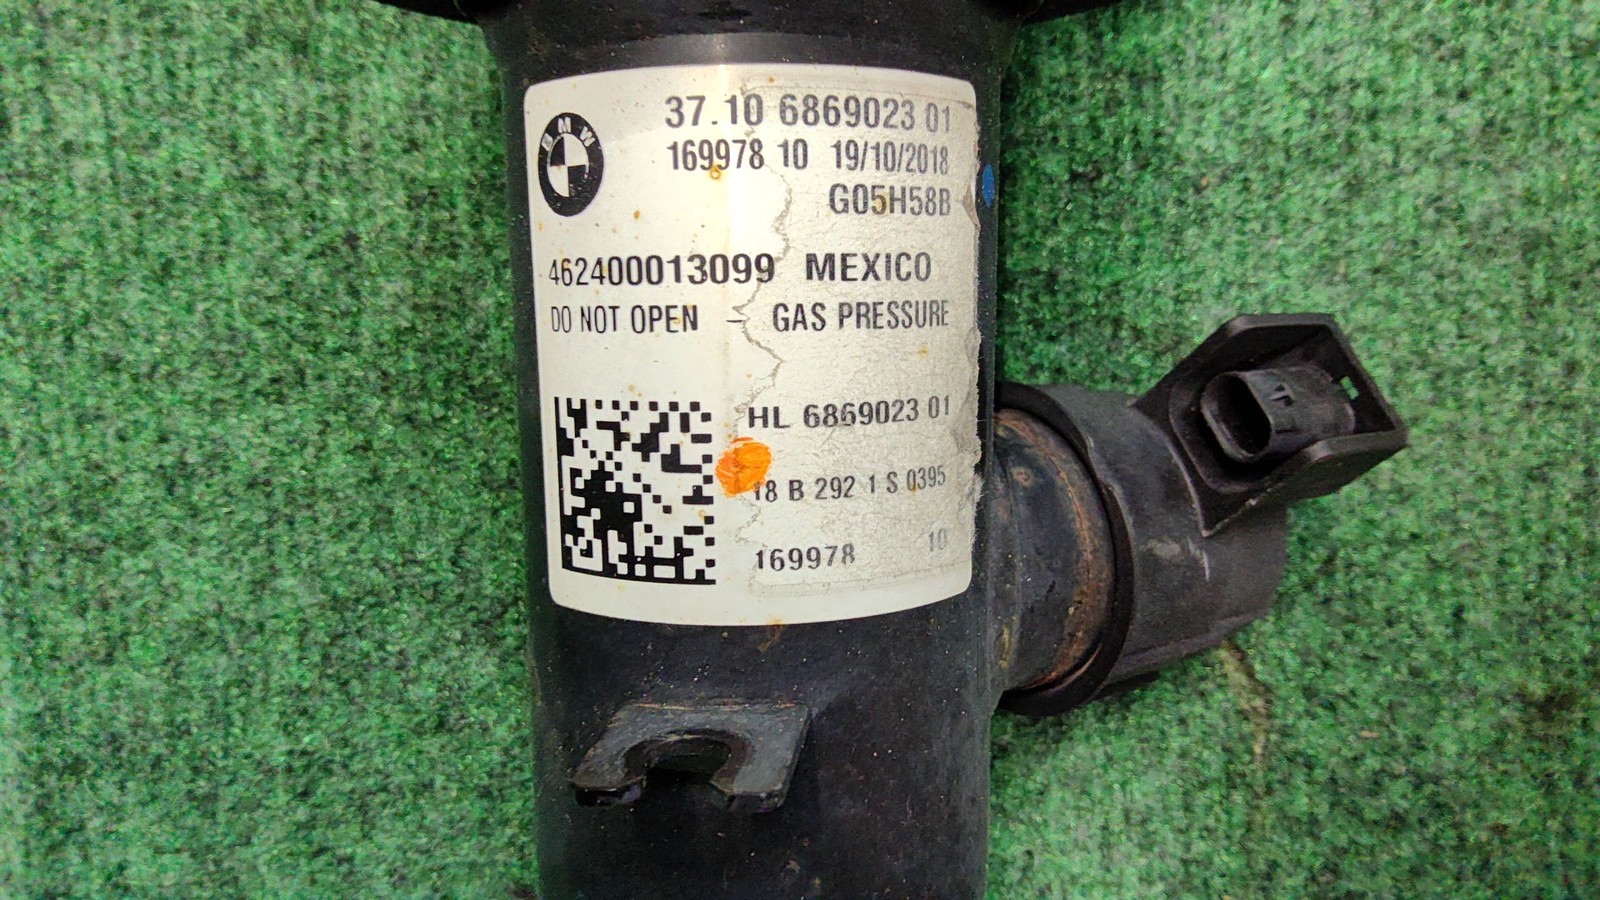 BMW
37.10 6869023 01
169978 10 19/10/2018
G05H58B
462400013099 MEXICO
DO NOT OPEN - GAS PRESSURE
HL 6869023 01
18 B 292 1 S 0395
169978 10